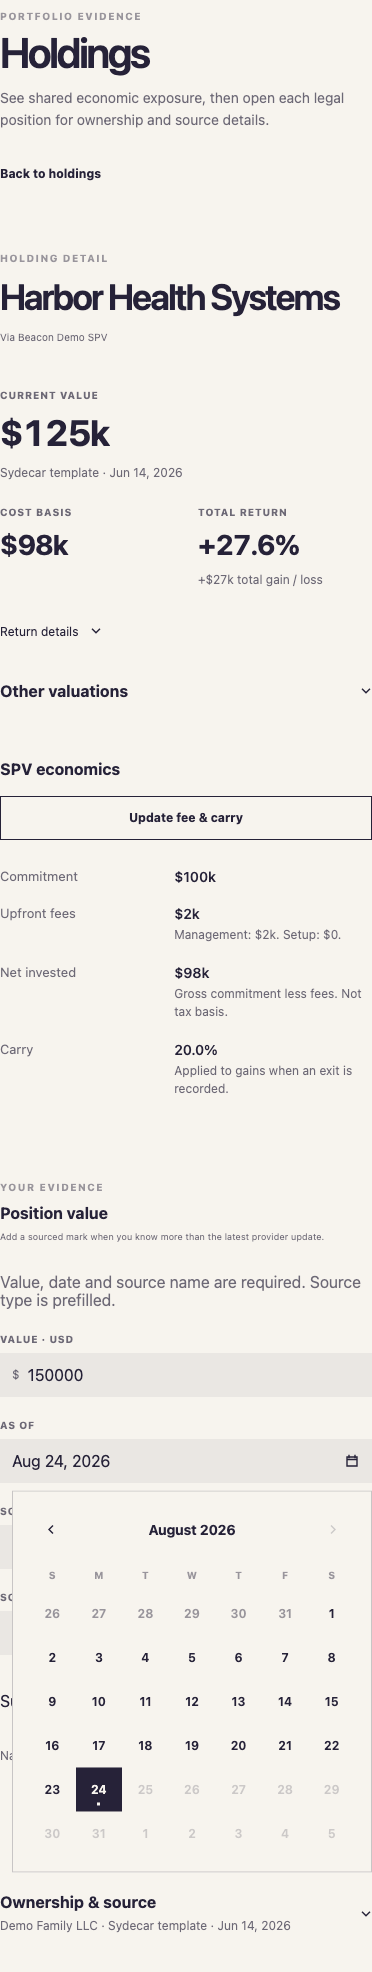 PORTFOLIO EVIDENCE
Holdings
See shared economic exposure, then open each legal
position for ownership and source details.
Back to holdings
HOLDING DETAIL
Harbor Health Systems
Via Beacon Demo SPV
CURRENT VALUE
$125k
Sydecar template · Jun 14, 2026
COST BASIS TOTAL RETURN
$98k +27.6%
+$27k total gain / loss
Return details
Other valuations
SPV economics
Update fee & carry
Commitment $100k
Upfront fees $2k
Management: $2k. Setup: $0.
Net invested $98k
Gross commitment less fees. Not
tax basis.
Carry 20.0%
Applied to gains when an exit is
recorded.
YOUR EVIDENCE
Position value
Add a sourced mark when you know more than the latest provider update.
Value, date and source name are required. Source
type is prefilled.
VALUE · USD
$ 150000
AS OF
Aug 24, 2026
August 2026
S M T W T F S
26 27 28 29 30 31 1
2 3 4 5 6 7 8
9 10 11 12 13 14 15
16 17 18 19 20 21 22
23 24 25 26 27 28 29
30 31 1 2 3 4 5
Ownership & source
Demo Family LLC · Sydecar template · Jun 14, 2026